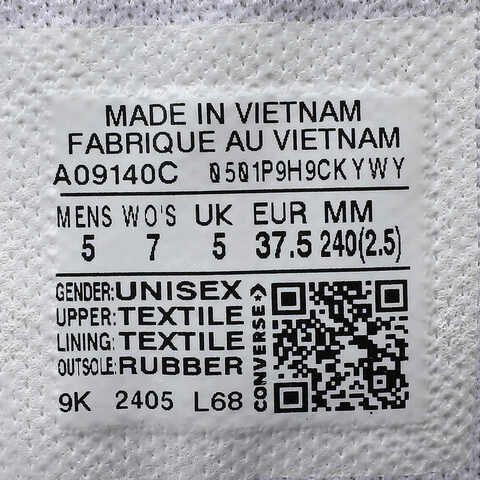 MADE IN VIETNAM
FABRIQUE AU VIETNAM
A09140C 0501P9H9CKYWY
MENS WO'S UK EUR MM
5 7 5 37.5 240(2.5)
GENDER: UNISEX
UPPER: TEXTILE
LINING: TEXTILE
OUTSOLE: RUBBER
9K 2405 L68
CONVERSE